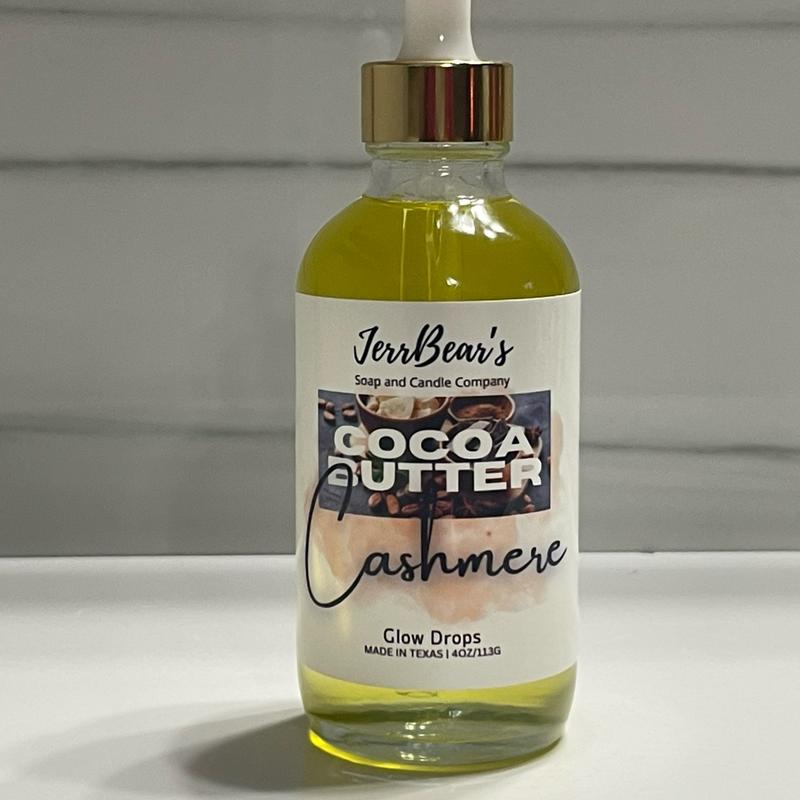 JerrBear's
Soap and Candle Company
COCOA
BUTTER
Cashmere
Glow Drops
MADE IN TEXAS | 4OZ/113G